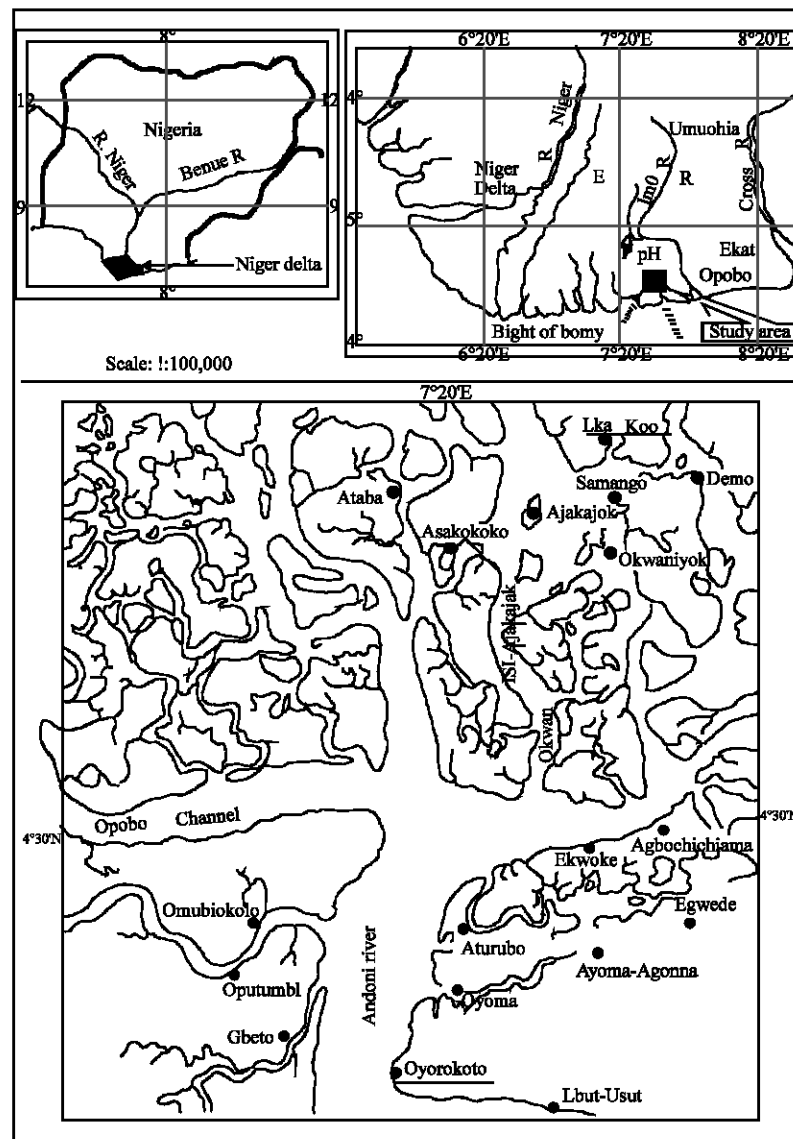 8°
12
12
Nigeria
R. Niger
Benue R
9
9
Niger delta
8°
Scale: !:100,000
6°20'E
7°20'E
8°20'E
4°
Niger
R
Umuohia
R
Niger
Delta
E
Im0
R
R
Cross
5°
pH
Ekat
Opobo
Bight of bomy
Study area
4°
6°20'E
7°20'E
8°20'E
7°20'E
Lka Koo
Ataba
Samango
Demo
Ajakajok
Asakokoko
Okwaniyok
ISI-Ajakajak
Okwan
Opobo Channel
4°30'N
4°30'N
Agbochichjama
Ekwoke
Omubiokolo
Egwede
Aturubo
Andoni river
Ayoma-Agonna
Oputumbl
Oyoma
Gbeto
Oyorokoto
Lbut-Usut